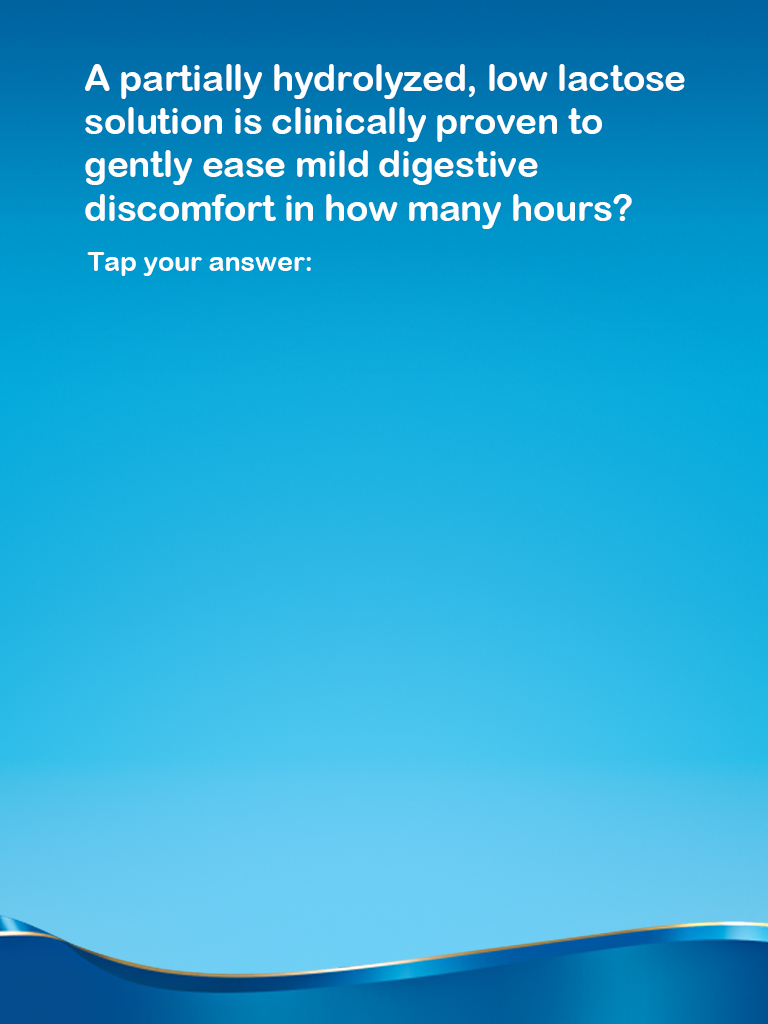 A partially hydrolyzed, low lactose
solution is clinically proven to
gently ease mild digestive
discomfort in how many hours?
Tap your answer: